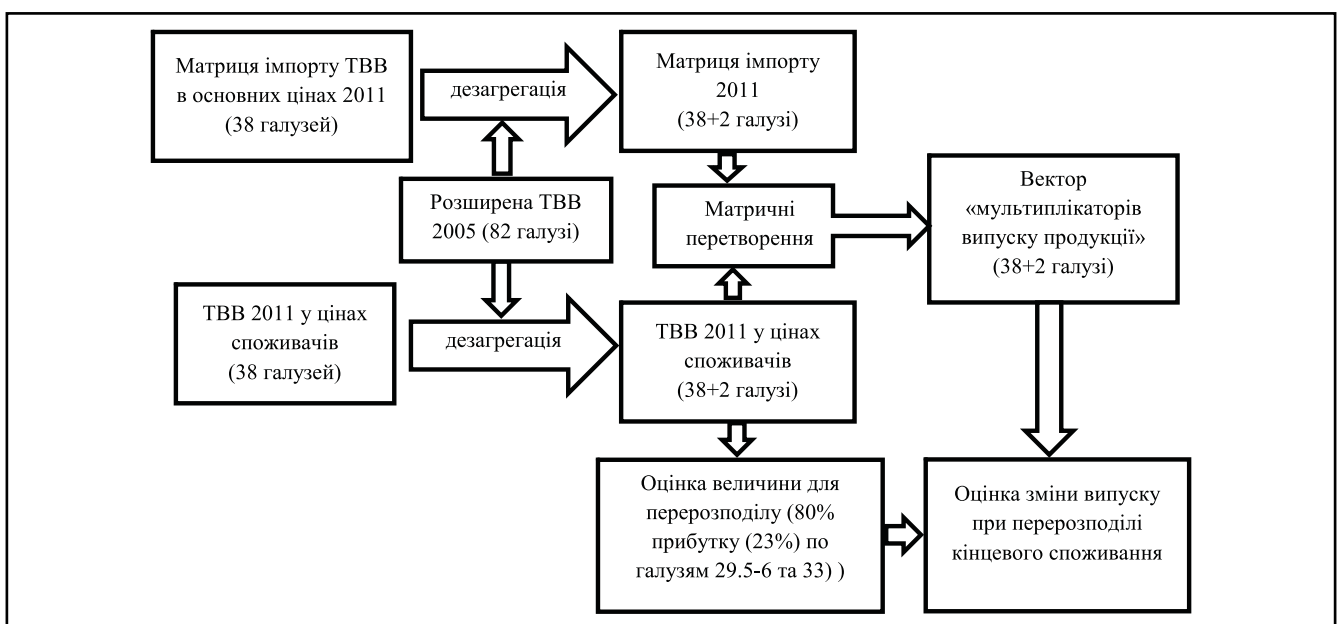 Матриця імпорту ТВВ
в основних цінах 2011
(38 галузей)
дезагрегація
Матриця імпорту
2011
(38+2 галузі)
Розширена ТВВ
2005 (82 галузі)
Матричні
перетворення
Вектор
«мультиплікаторів
випуску продукції»
(38+2 галузі)
ТВВ 2011 у цінах
споживачів
(38 галузей)
дезагрегація
ТВВ 2011 у цінах
споживачів
(38+2 галузі)
Оцінка величини для
перерозподілу (80%
прибутку (23%) по
галузям 29.5-6 та 33) )
Оцінка зміни випуску
при перерозподілі
кінцевого споживання